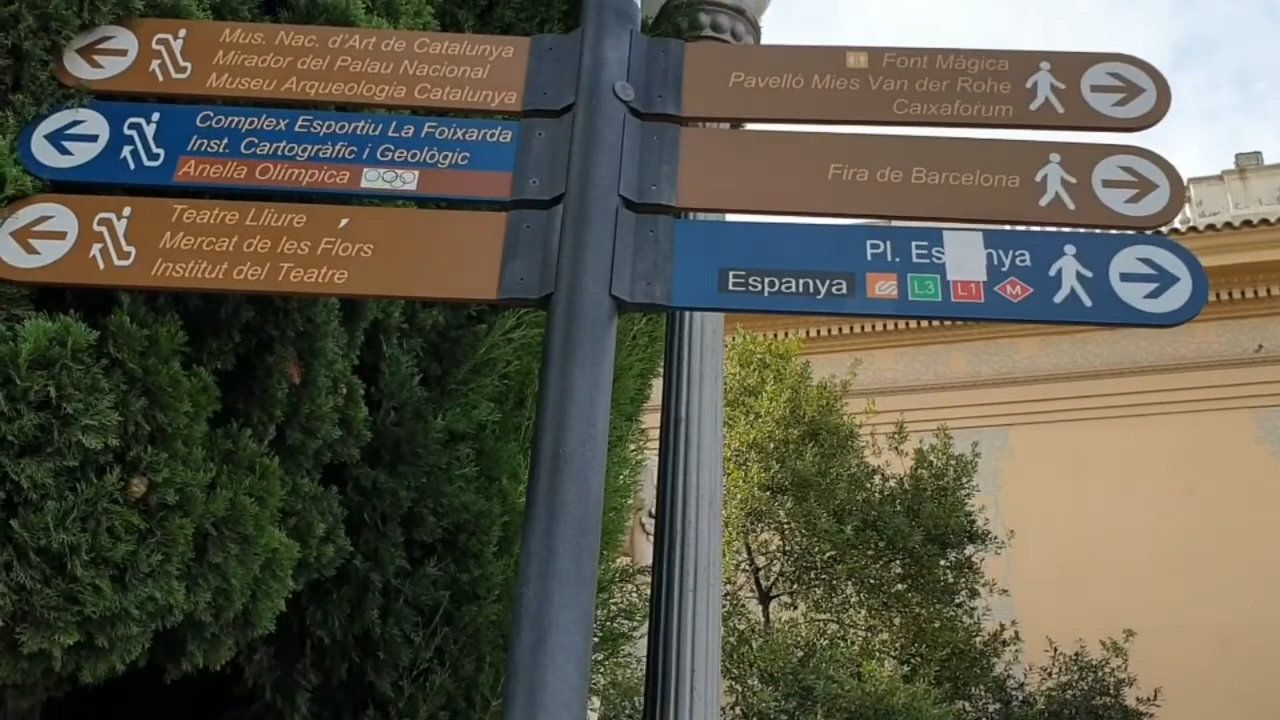 Mus. Nac. d'Art de Catalunya
Mirador del Palau Nacional
Museu Arqueologia Catalunya
Complex Esportiu La Foixarda
Inst. Cartogràfic i Geològic
Anella Olímpica
Teatre Lliure
Mercat de les Flors
Institut del Teatre
Font Màgica
Pavelló Mies Van der Rohe
Caixaforum
Fira de Barcelona
Pl. Es nya
Espanya L3 L1 M